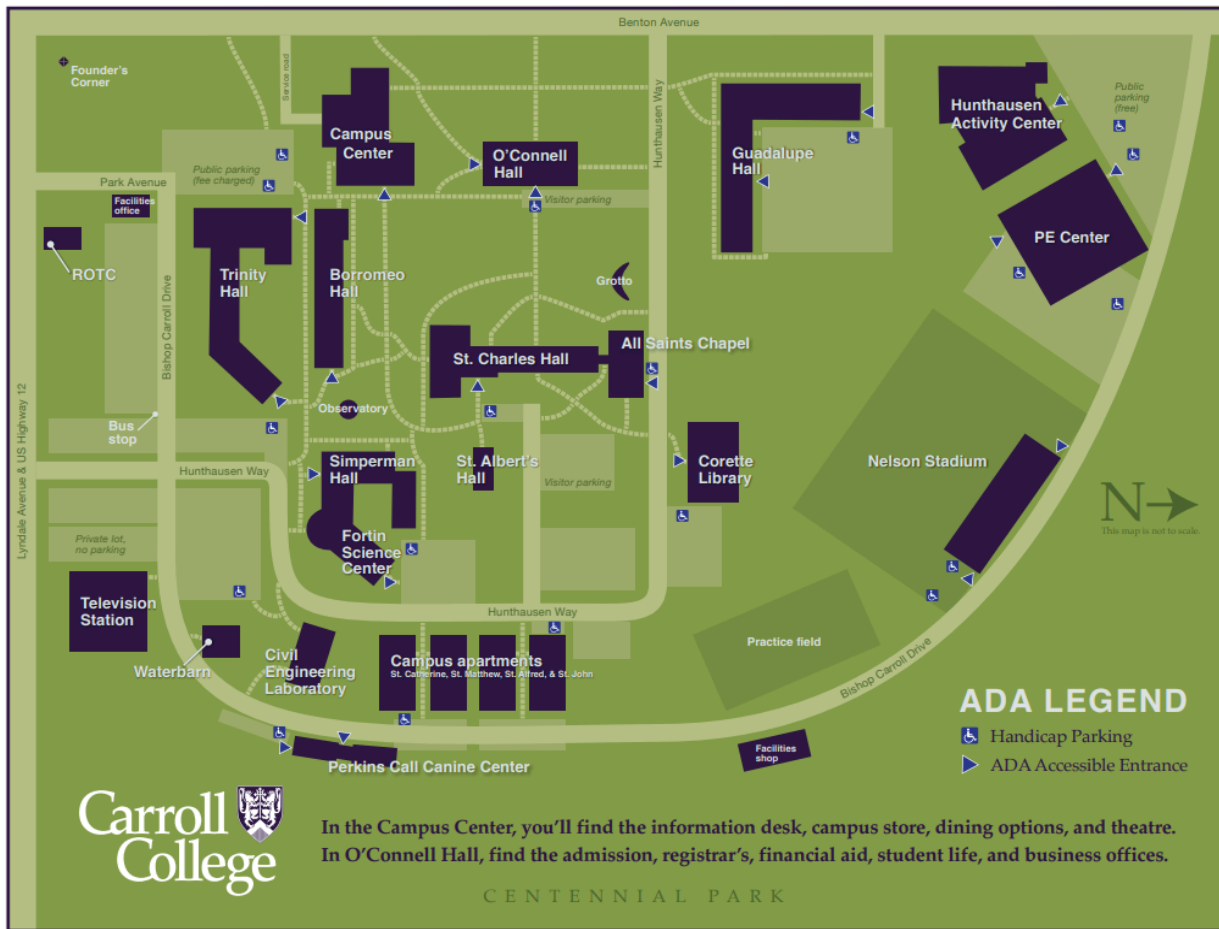 Benton Avenue
Founder's
Corner
Service road
Campus
Center
O'Connell
Hall
Hunthausen Way
Guadalupe
Hall
Hunthausen
Activity Center
Public
parking
(free)
Public parking
(fee charged)
Park Avenue
Facilities
office
Visitor parking
ROTC
Trinity
Hall
Borromeo
Hall
Grotto
PE Center
Bishop Carroll Drive
St. Charles Hall
All Saints Chapel
Lyndale Avenue & US Highway 12
Bus
stop
Observatory
Hunthausen Way
Simperman
Hall
St. Albert's
Hall
Visitor parking
Corette
Library
Nelson Stadium
N
This map is not to scale.
Private lot,
no parking
Fortin
Science
Center
Television
Station
Hunthausen Way
Waterbarn
Civil
Engineering
Laboratory
Campus apartments
St. Catherine, St. Matthew, St. Alfred, & St. John
Practice field
Bishop Carroll Drive
Perkins Call Canine Center
Facilities
shop
ADA LEGEND
Handicap Parking
ADA Accessible Entrance
Carroll
College
In the Campus Center, you'll find the information desk, campus store, dining options, and theatre.
In O'Connell Hall, find the admission, registrar's, financial aid, student life, and business offices.
CENTENNIAL PARK